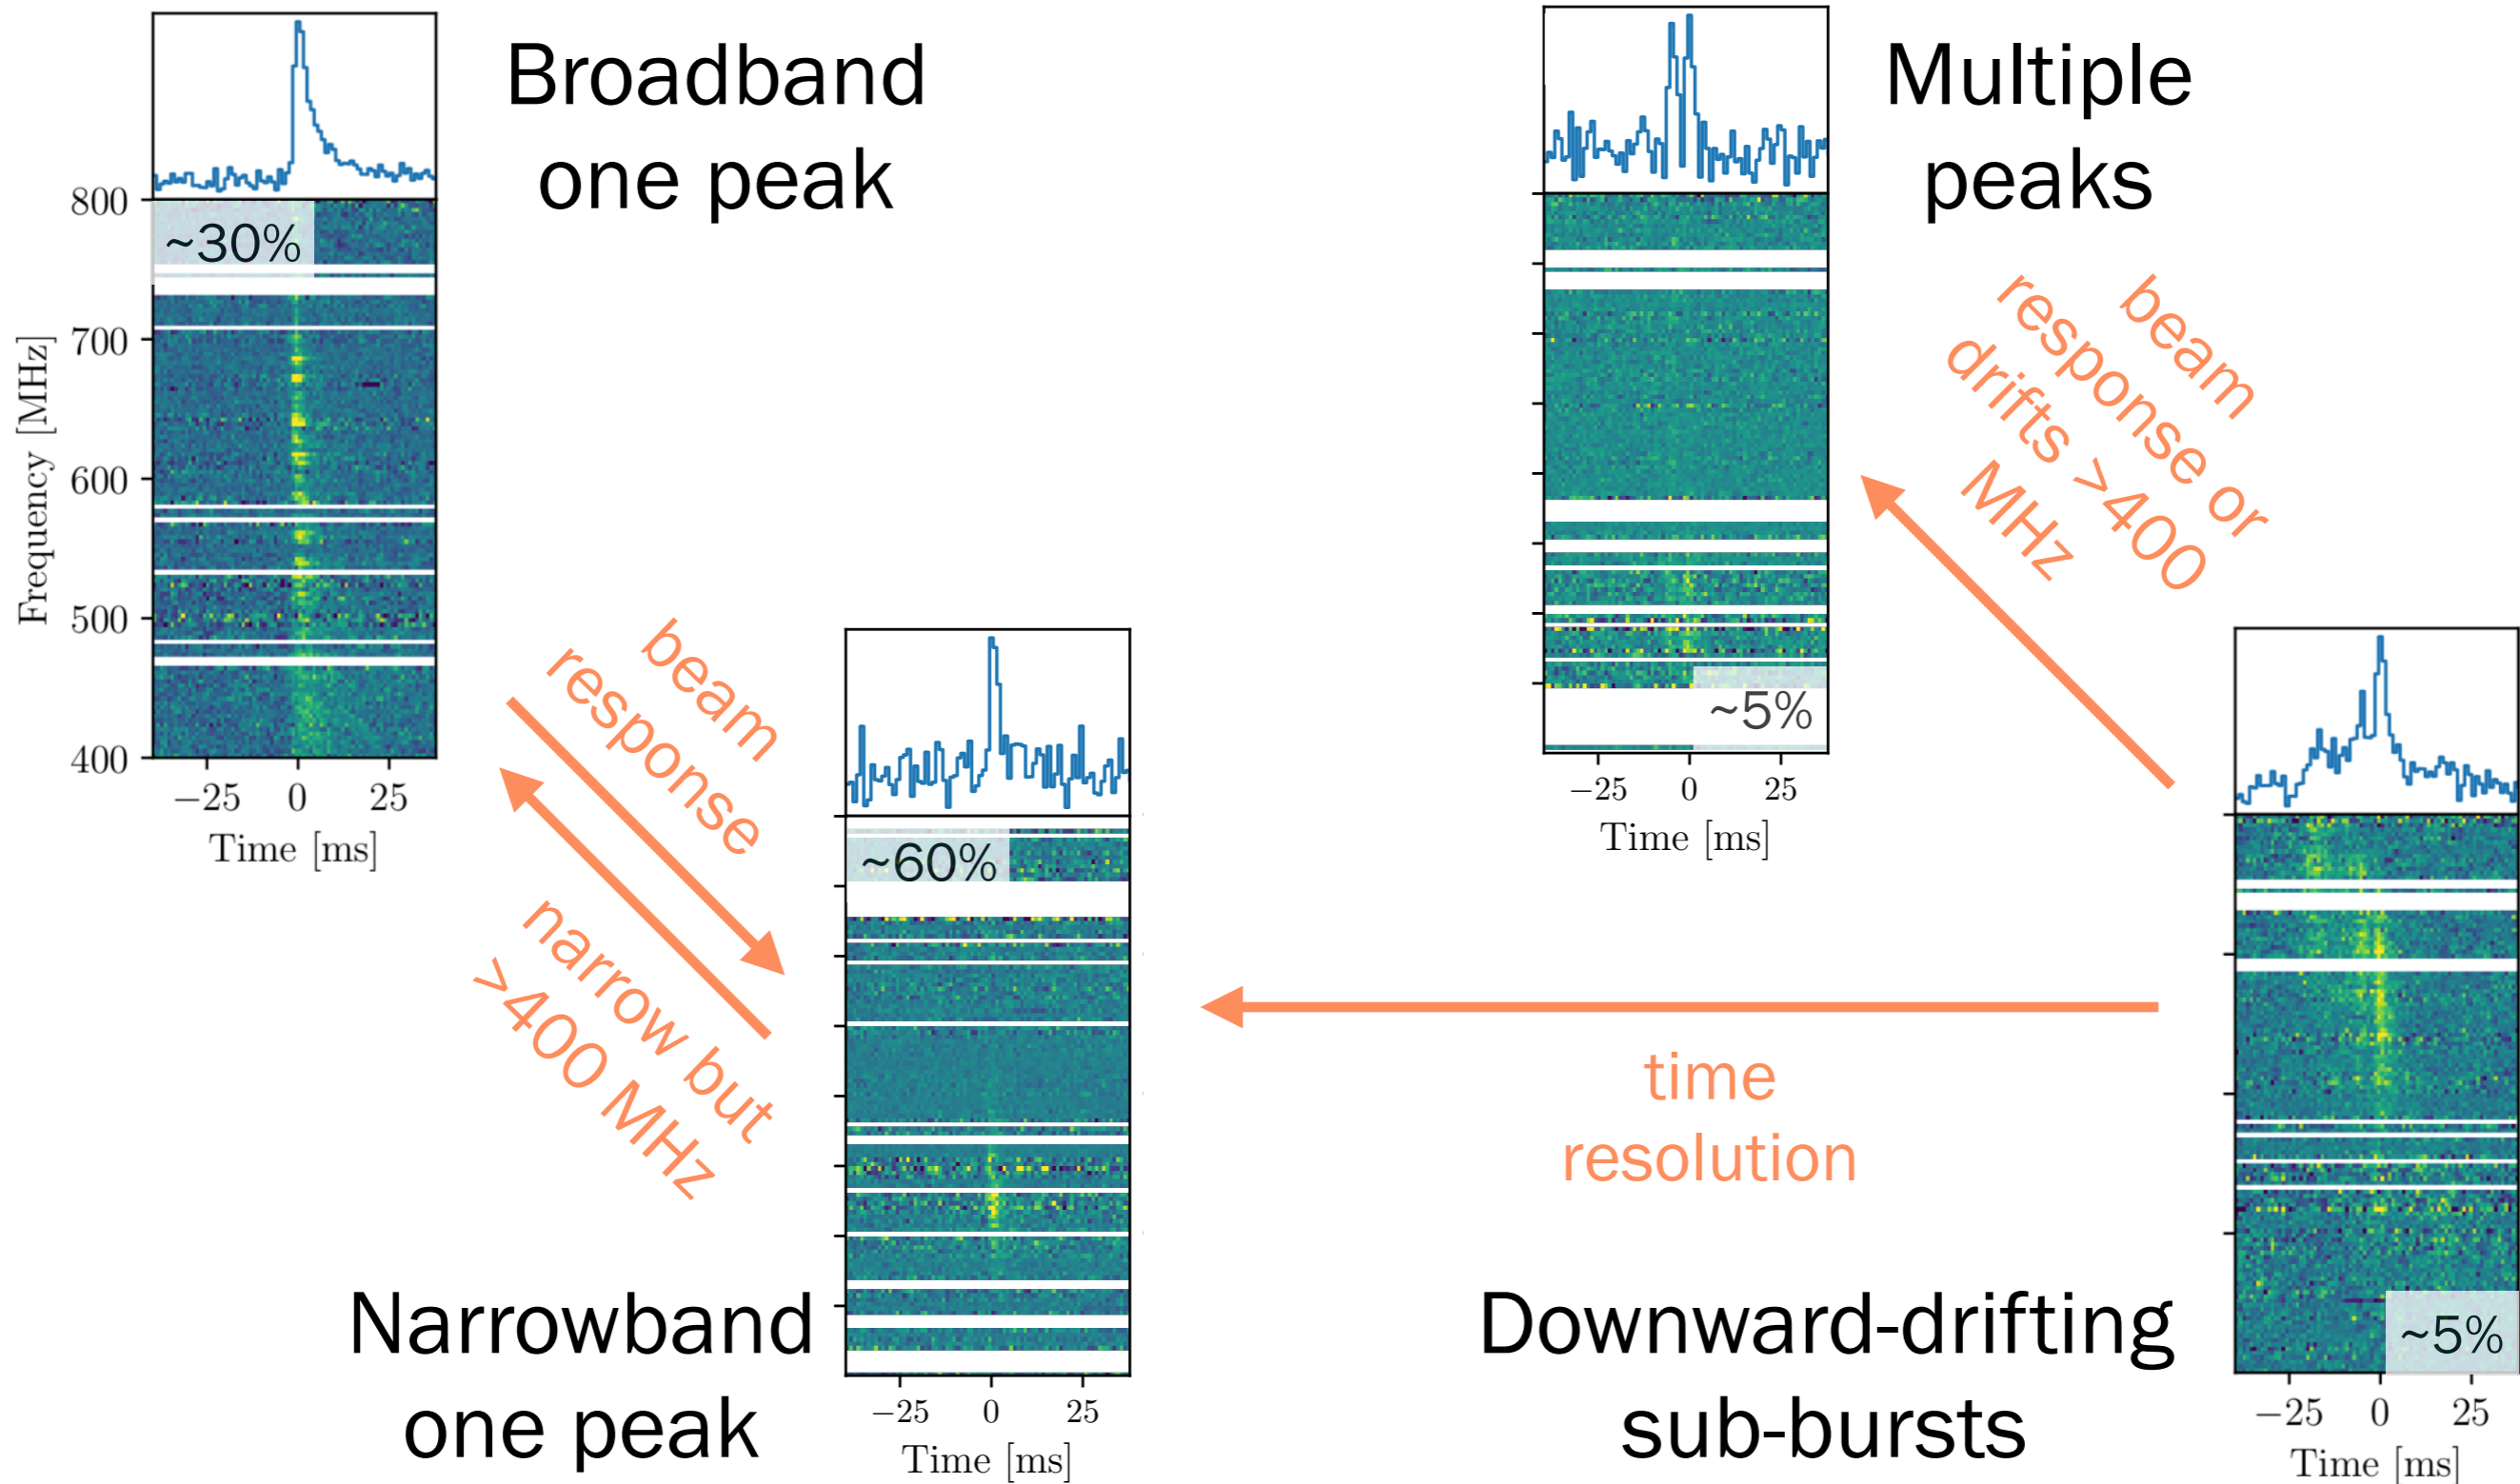 Broadband
one peak
800
~30%
700
600
500
400
Frequency [MHz]
−25 0 25
Time [ms]
Multiple
peaks
~5%
−25 0 25
Time [ms]
beam
response or
drifts >400
MHz
beam
response
narrow but
>400 MHz
~60%
Narrowband
one peak
−25 0 25
Time [ms]
time
resolution
Downward-drifting
sub-bursts
~5%
−25 0 25
Time [ms]